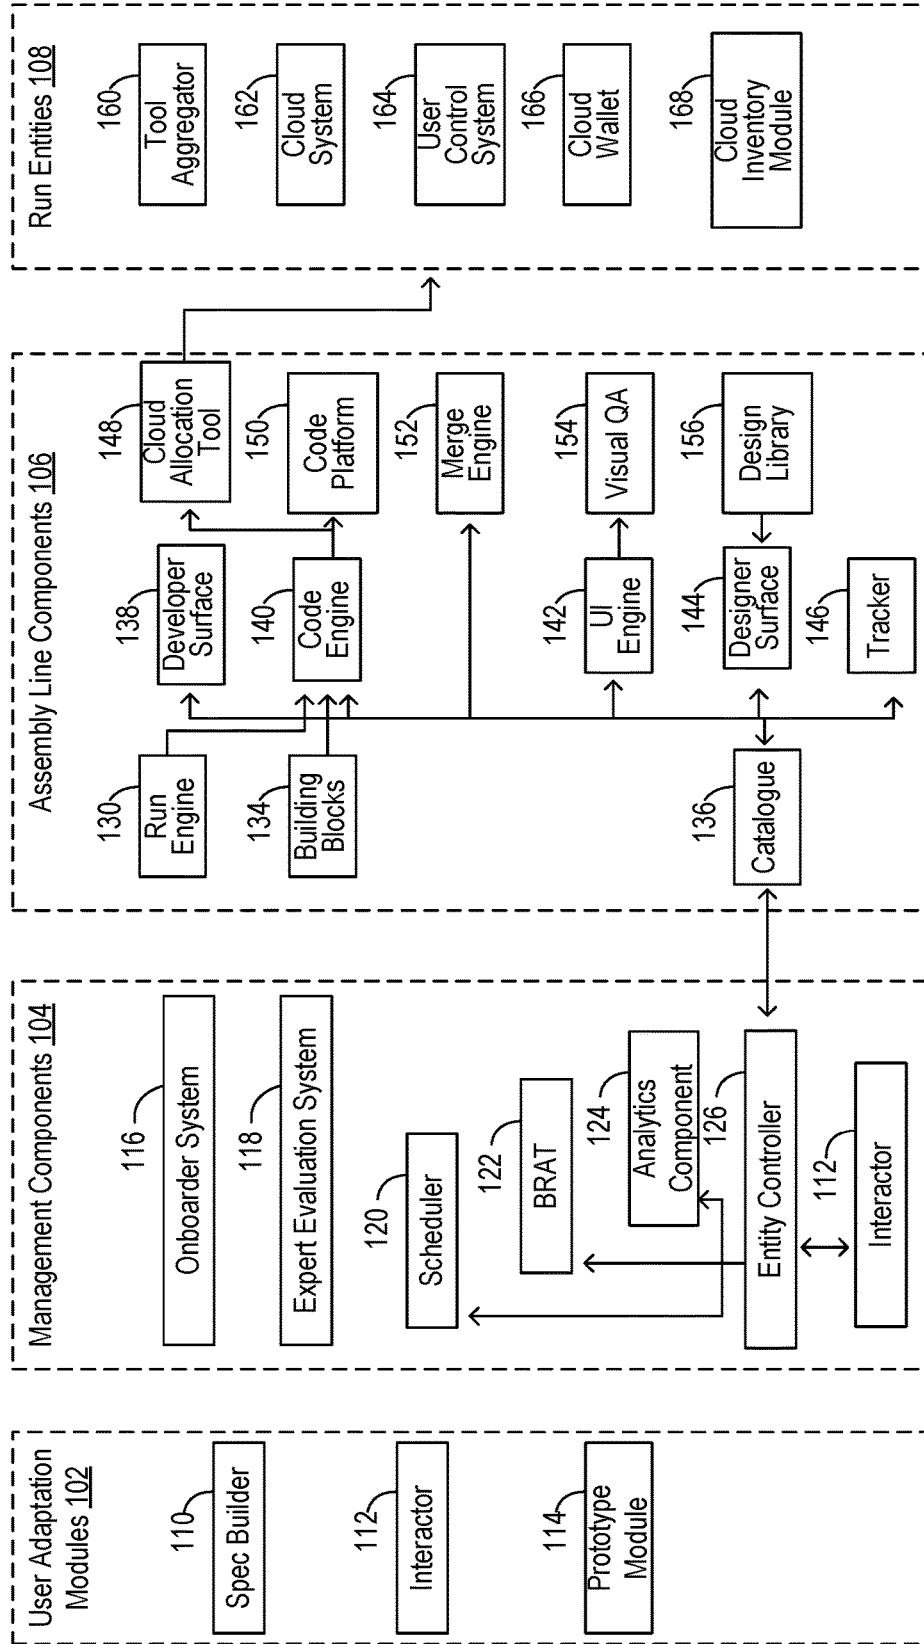 User Adaptation
Modules 102
110
Spec Builder
112
Interactor
114
Prototype
Module
Management Components 104
116
Onboarder System
118
Expert Evaluation System
120
Scheduler
122
BRAT
124
Analytics
Component
126
Entity Controller
112
Interactor
Assembly Line Components 106
130
Run
Engine
134
Building
Blocks
136
Catalogue
138
Developer
Surface
140
Code
Engine
142
UI
Engine
144
Designer
Surface
146
Tracker
148
Cloud
Allocation
Tool
150
Code
Platform
152
Merge
Engine
154
Visual QA
156
Design
Library
Run Entities 108
160
Tool
Aggregator
162
Cloud
System
164
User
Control
System
166
Cloud
Wallet
168
Cloud
Inventory
Module